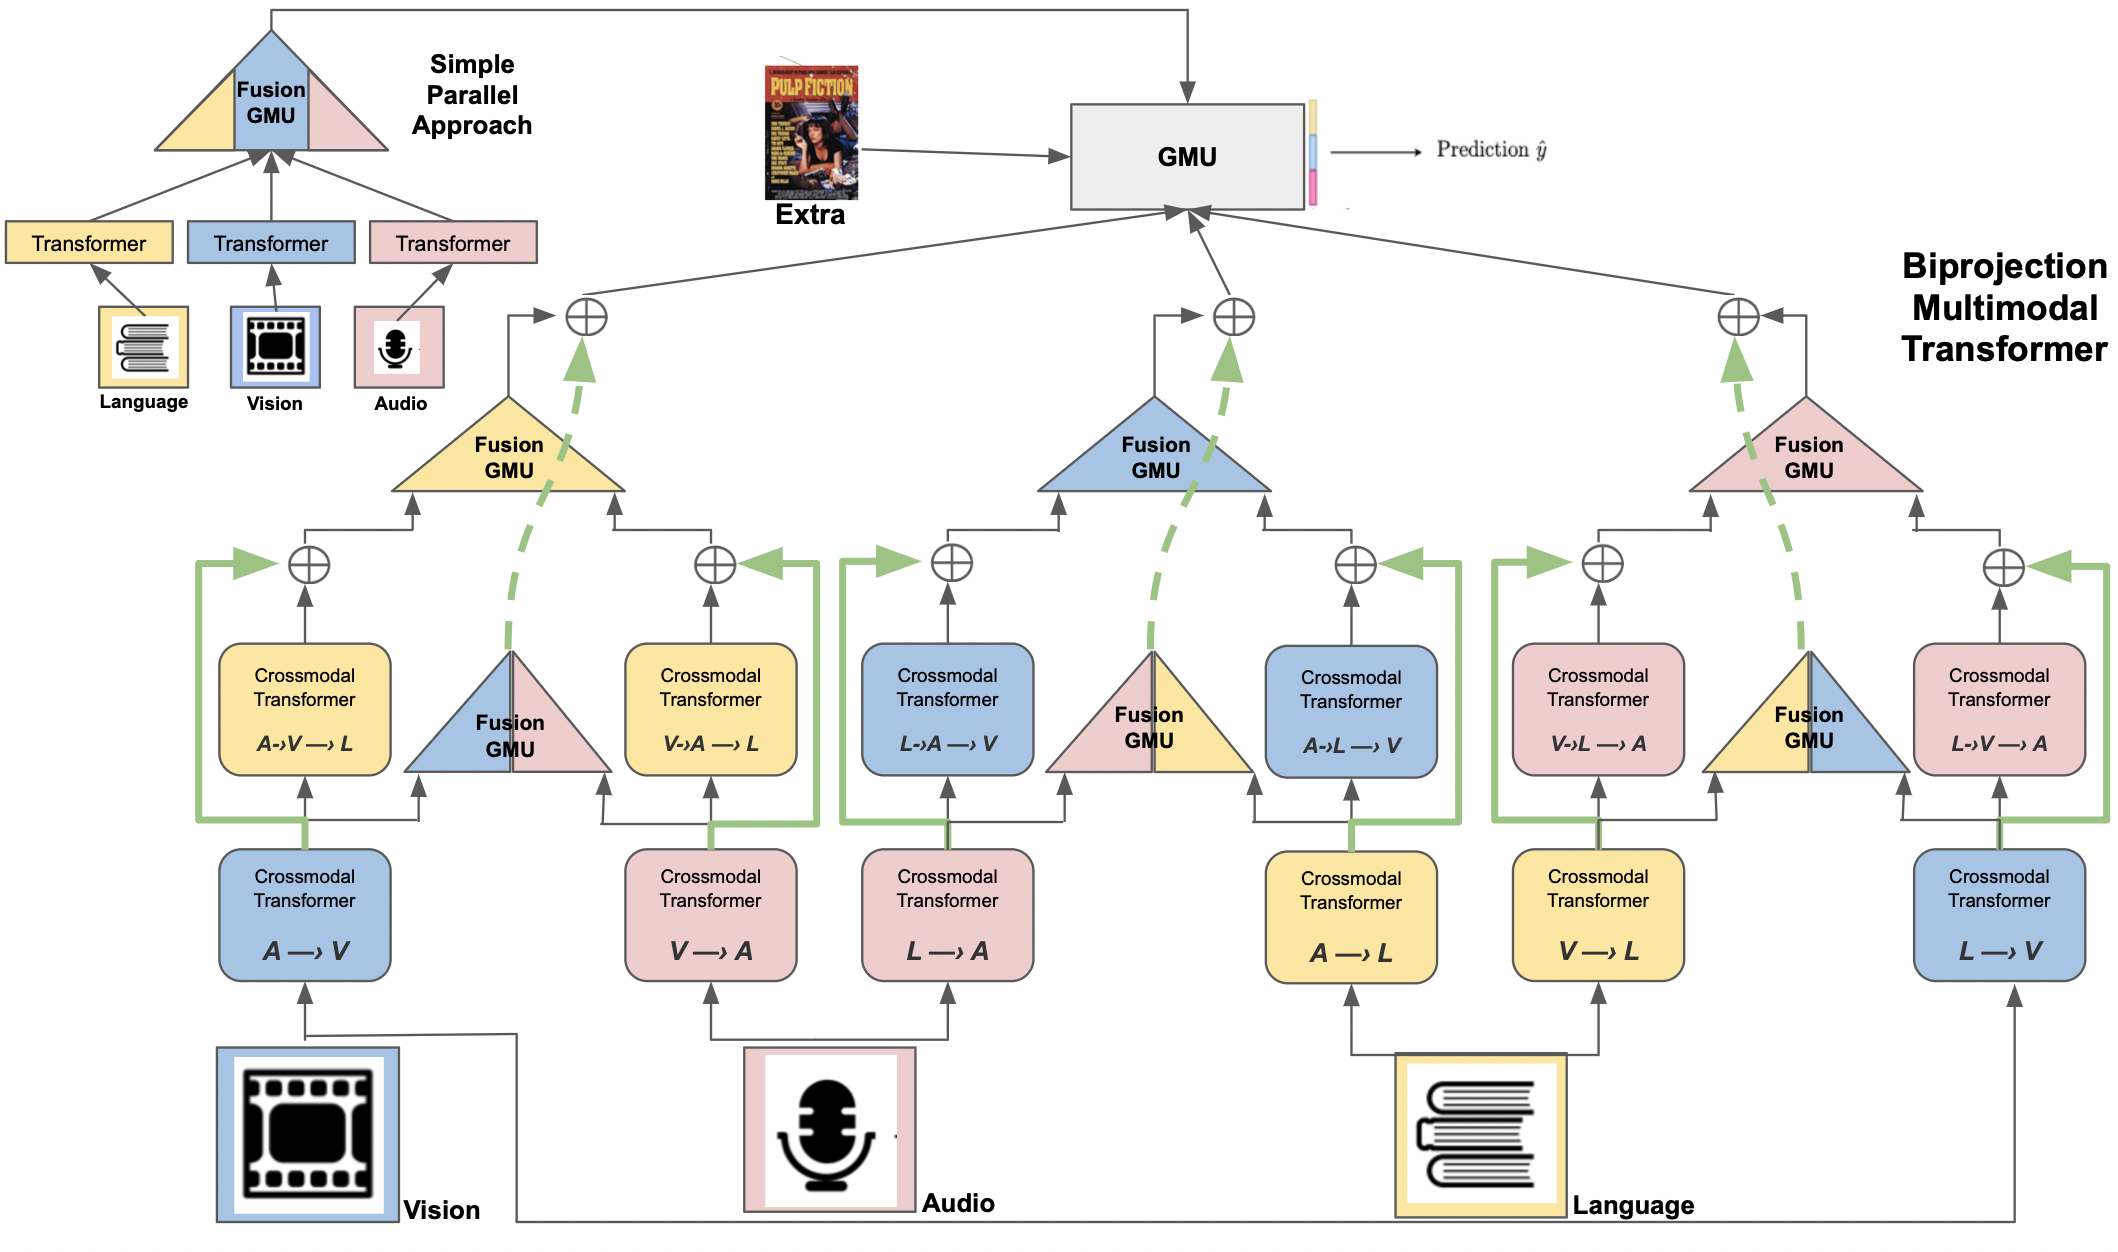 Simple
Parallel
Approach
Fusion
GMU
Transformer
Transformer
Transformer
Language
Vision
Audio
PULP FICTION
Extra
GMU
Prediction ŷ
Biprojection
Multimodal
Transformer
Fusion
GMU
Fusion
GMU
Fusion
GMU
Crossmodal
Transformer
A-›V —› L
Fusion
GMU
Crossmodal
Transformer
V-›A —› L
Crossmodal
Transformer
L-›A —› V
Fusion
GMU
Crossmodal
Transformer
A-›L —› V
Crossmodal
Transformer
V-›L —› A
Fusion
GMU
Crossmodal
Transformer
L-›V —› A
Crossmodal
Transformer
A —› V
Crossmodal
Transformer
V —› A
Crossmodal
Transformer
L —› A
Crossmodal
Transformer
A —› L
Crossmodal
Transformer
V —› L
Crossmodal
Transformer
L —› V
Vision
Audio
Language